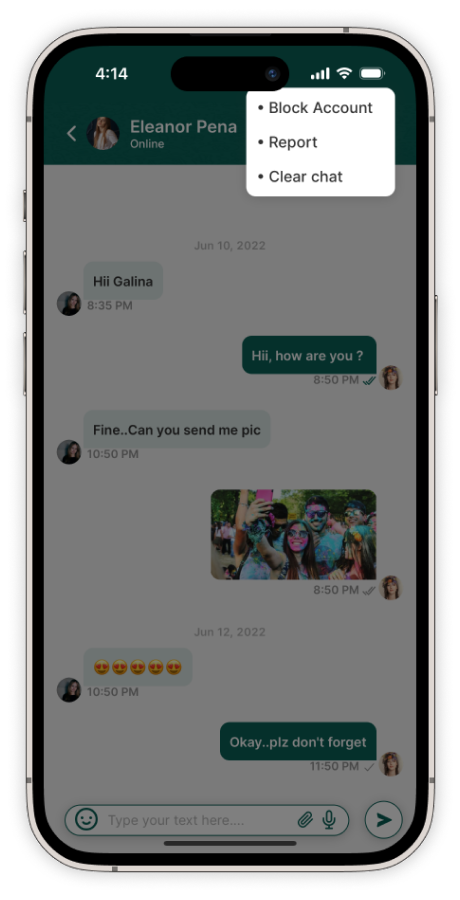 4:14
• Block Account
Eleanor Pena
Online
• Report
• Clear chat
Jun 10, 2022
Hii Galina
8:35 PM
Hii, how are you ?
8:50 PM
Fine..Can you send me pic
10:50 PM
8:50 PM
Jun 12, 2022
😍😍😍😍😍
10:50 PM
Okay..plz don't forget
11:50 PM
Type your text here....